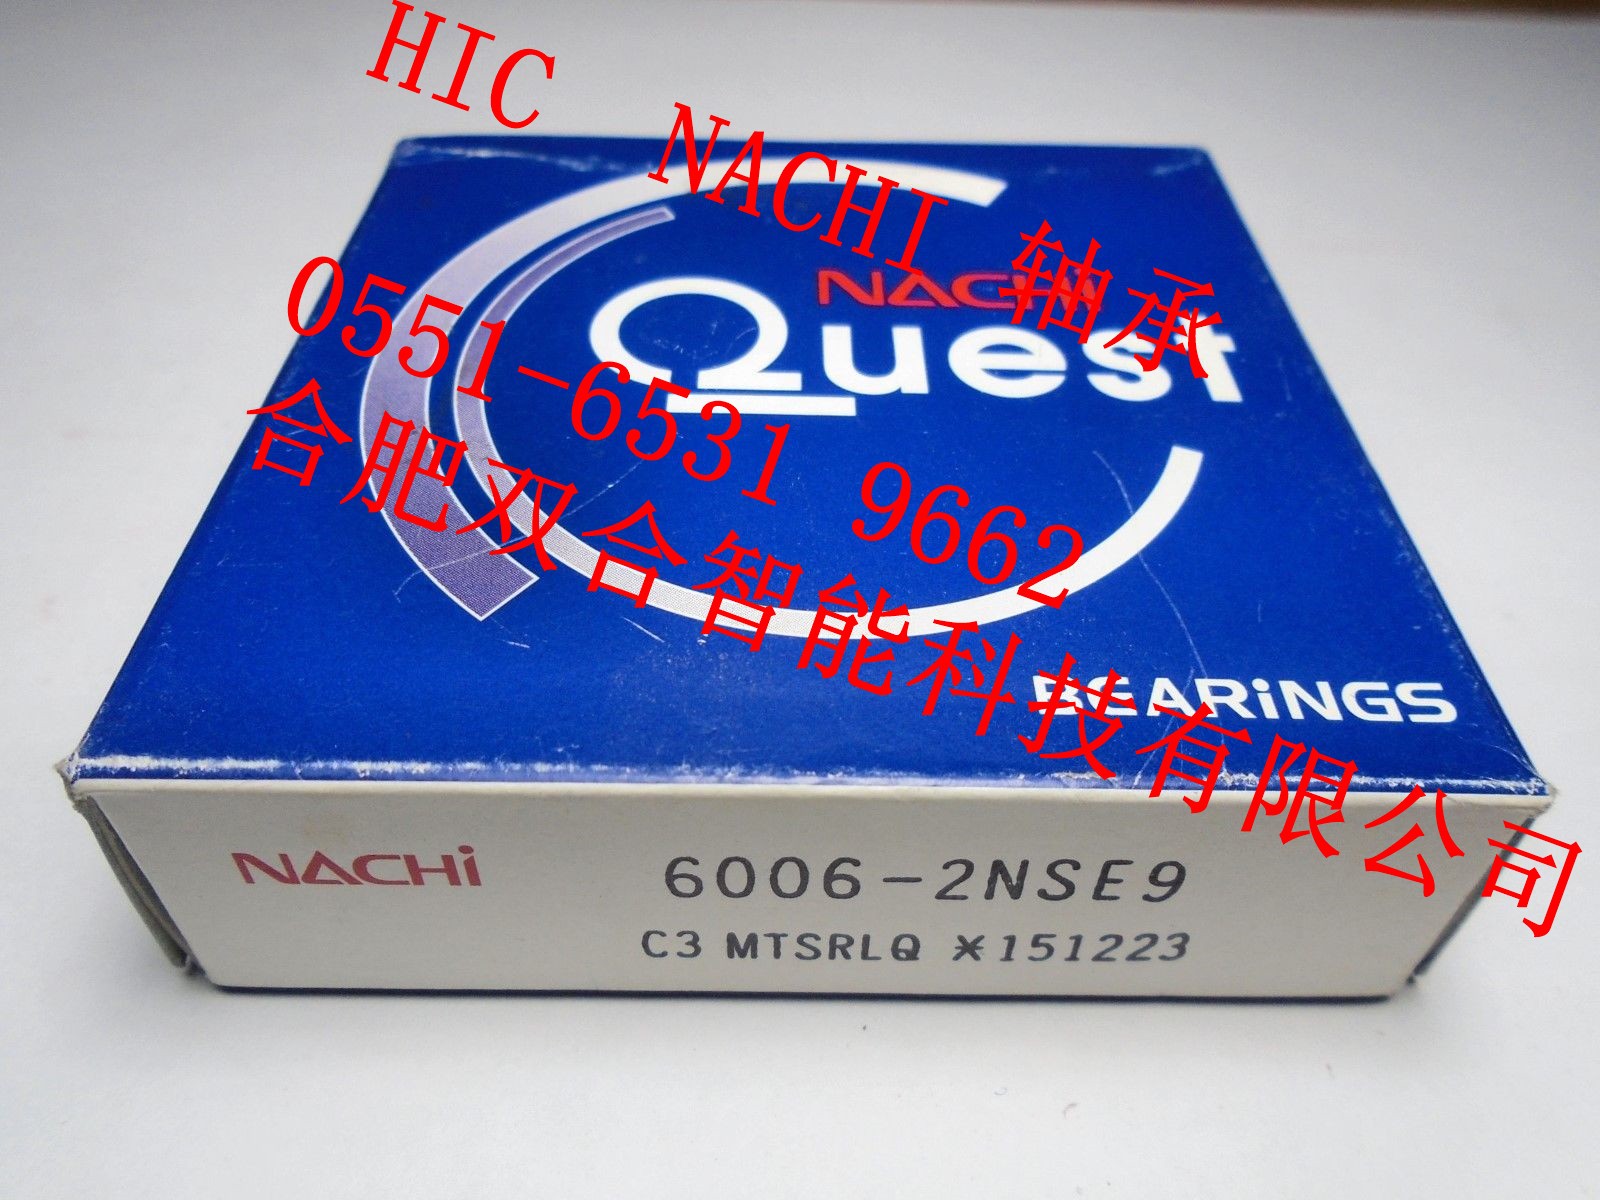 HIC NACHI 轴承
0551-6531 9662
合肥双合智能科技有限公司
NACHi
Quest
BEARiNGS
NACHi
6006-2NSE9
C3 MTSRLQ *151223